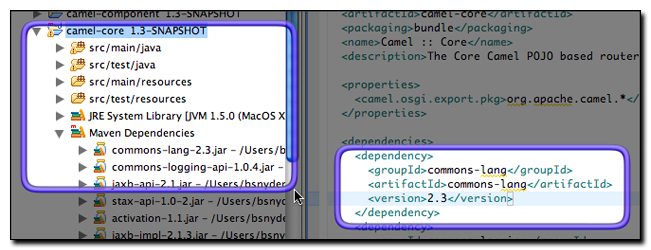 camel-component 1.3-SNAPSHOT
camel-core 1.3-SNAPSHOT
src/main/java
src/test/java
src/main/resources
src/test/resources
JRE System Library [JVM 1.5.0 (MacOS X
Maven Dependencies
commons-lang-2.3.jar - /Users/bsn
commons-logging-api-1.0.4.jar - /
jaxb-api-2.1.jar - /Users/bsnyder
stax-api-1.0-2.jar - /Users/bsnyd
activation-1.1.jar - /Users/bsnyde
jaxb-impl-2.1.3.jar - /Users/bsny
<artifactId>camel-core</artifactId>
<packaging>bundle</packaging>
<name>Camel :: Core</name>
<description>The Core Camel POJO based router
<properties>
<camel.osgi.export.pkg>org.apache.camel.*</
</properties>
<dependencies>
<dependency>
<groupId>commons-lang</groupId>
<artifactId>commons-lang</artifactId>
<version>2.3</version>
</dependency>
<dependency>